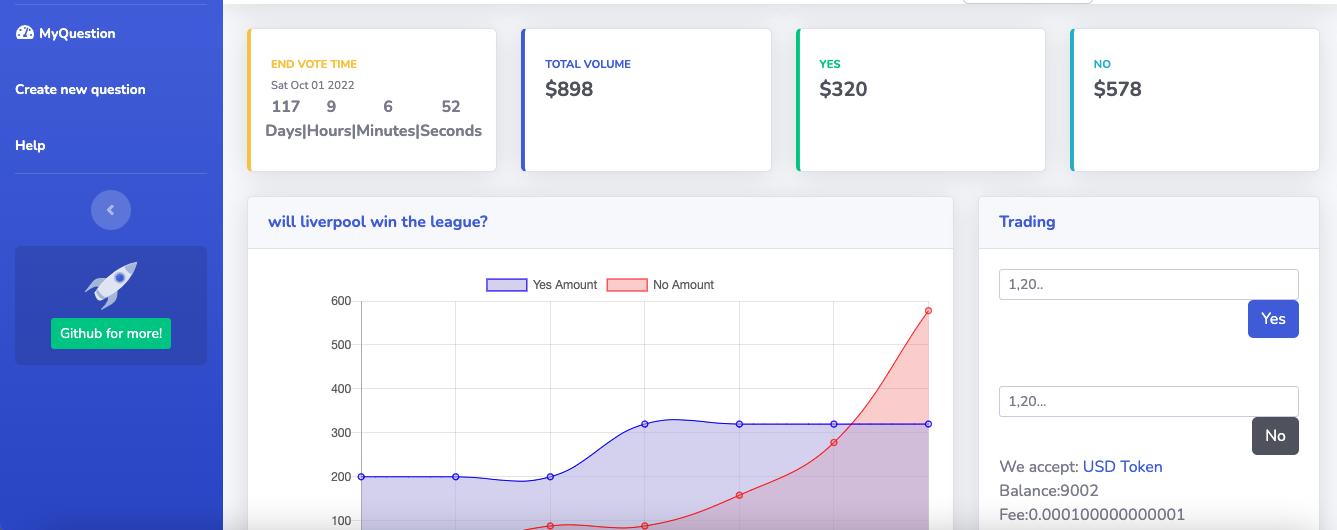 MyQuestion
Create new question
Help
Github for more!
END VOTE TIME
Sat Oct 01 2022
117 9 6 52
Days|Hours|Minutes|Seconds
TOTAL VOLUME
$898
YES
$320
NO
$578
will liverpool win the league?
Yes Amount No Amount
600
500
400
300
200
100
Trading
1,20..
Yes
1,20...
No
We accept: USD Token
Balance:9002
Fee:0.000100000000001